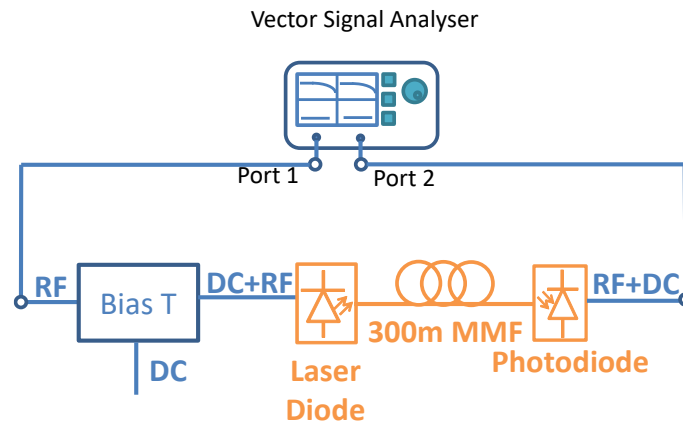 Vector Signal Analyser
Port 1
Port 2
RF
Bias T
DC+RF
DC
Laser
Diode
300m MMF
Photodiode
RF+DC